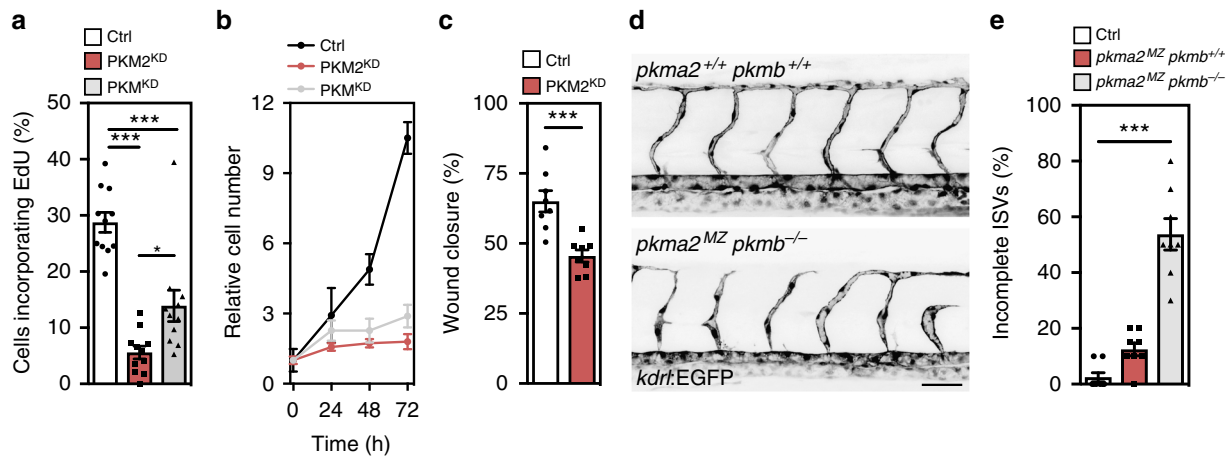 a
Ctrl
PKM2KD
PKMKD
Cells incorporating EdU (%)
50
40
30
20
10
0
***
***
*
b
Ctrl
PKM2KD
PKMKD
Relative cell number
12
9
6
3
0
0 24 48 72
Time (h)
c
Ctrl
PKM2KD
Wound closure (%)
100
75
50
25
0
***
d
pkma2+/+ pkmb+/+
pkma2MZ pkmb−/−
kdrl:EGFP
e
Ctrl
pkma2MZ pkmb+/+
pkma2MZ pkmb−/−
Incomplete ISVs (%)
100
80
60
40
20
0
***